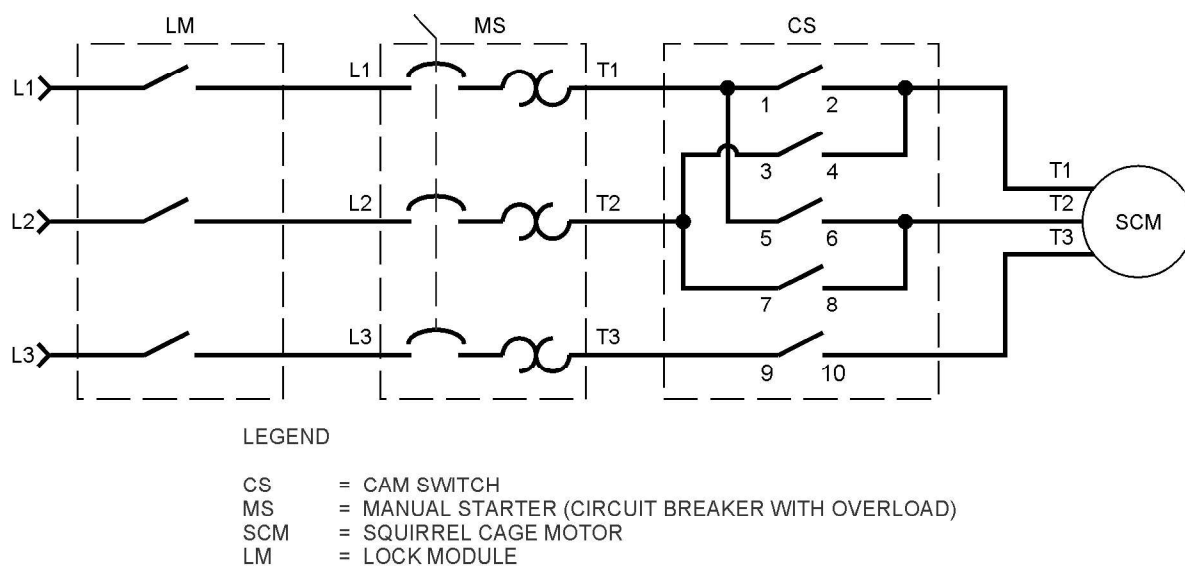 LM MS CS
L1 L1 T1
1 2
3 4
T1
L2 L2 T2 T2
5 6 SCM
T3
7 8
L3 L3 T3
9 10
LEGEND
CS = CAM SWITCH
MS = MANUAL STARTER (CIRCUIT BREAKER WITH OVERLOAD)
SCM = SQUIRREL CAGE MOTOR
LM = LOCK MODULE